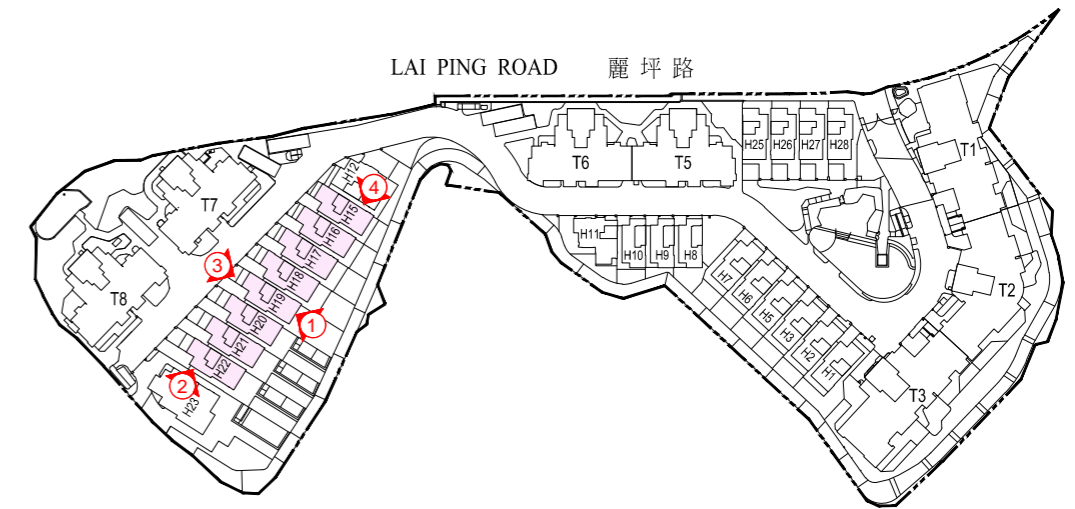 LAI PING ROAD 麗坪路
T6
T5
H25
H26
H27
H28
T1
H12
4
H15
H16
H17
H18
H19
H20
H21
H22
H23
T7
3
T8
1
2
H11
H10
H9
H8
H7
H6
H5
H3
H2
H1
T2
T3